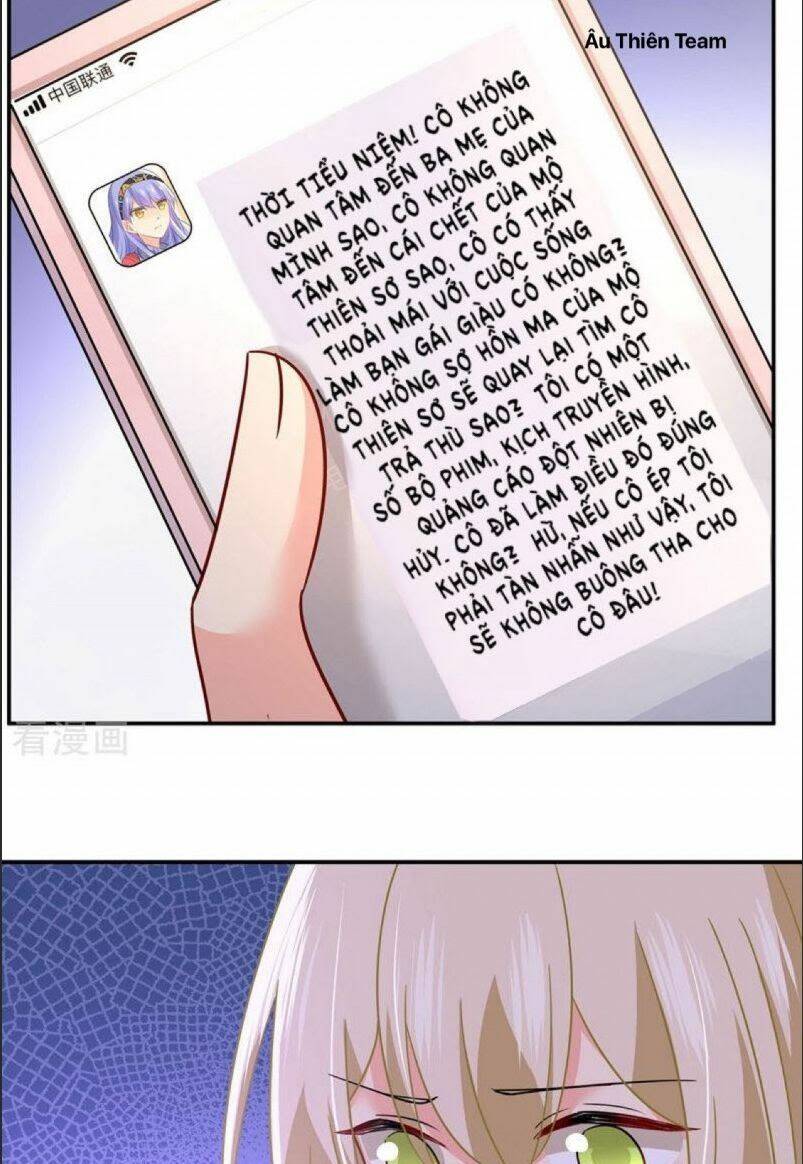 Âu Thiên Team
中国联通
THỜI TIỂU NIỆM! CÔ KHÔNG
QUAN TÂM ĐẾN BA MẸ CỦA
MÌNH SAO, CÔ KHÔNG QUAN
TÂM ĐẾN CÁI CHẾT CỦA MỘ
THIÊN SƠ SAO, CÔ CÓ THẤY
THOẢI MÁI VỚI CUỘC SỐNG
LÀM BẠN GÁI GIÀU CÓ KHÔNG?
CÔ KHÔNG SỢ HỒN MA CỦA MỘ
THIÊN SƠ SẼ QUAY LẠI TÌM CÔ
TRẢ THÙ SAO? TÔI CÓ MỘT
SỐ BỘ PHIM, KỊCH TRUYỀN HÌNH,
QUẢNG CÁO ĐỘT NHIÊN BỊ
HỦY. CÔ ĐÃ LÀM ĐIỀU ĐÓ ĐÚNG
KHÔNG? HỪ, NẾU CÔ ÉP TÔI
PHẢI TÀN NHẪN NHƯ VẬY, TÔI
SẼ KHÔNG BUÔNG THA CHO
CÔ ĐÂU!
看漫画